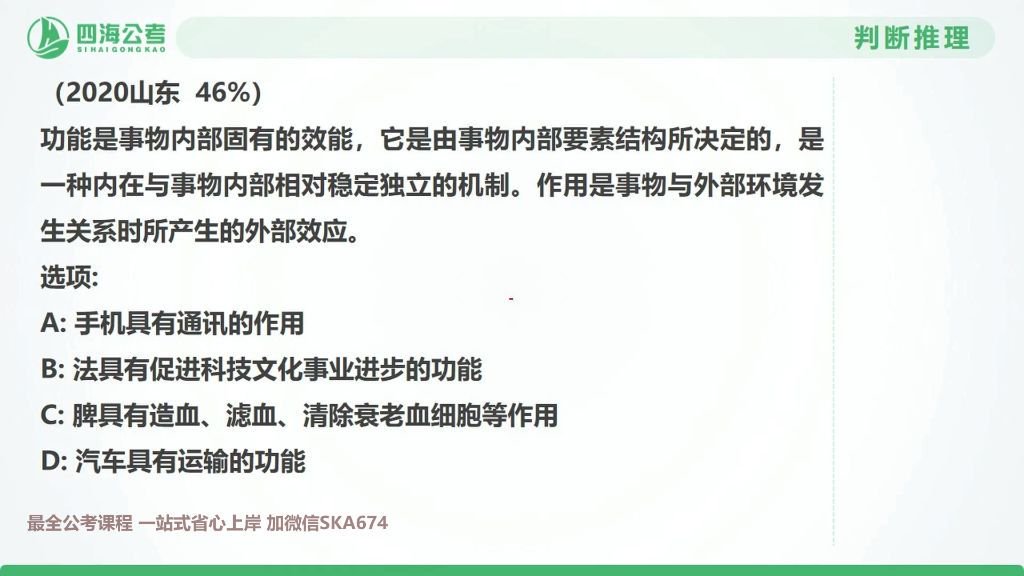 四海公考
SIHAIGONGKAO
判断推理
（2020山东 46%）
功能是事物内部固有的效能，它是由事物内部要素结构所决定的，是
一种内在与事物内部相对稳定独立的机制。作用是事物与外部环境发
生关系时所产生的外部效应。
选项:
A: 手机具有通讯的作用
B: 法具有促进科技文化事业进步的功能
C: 脾具有造血、滤血、清除衰老血细胞等作用
D: 汽车具有运输的功能
最全公考课程 一站式省心上岸 加微信SKA674